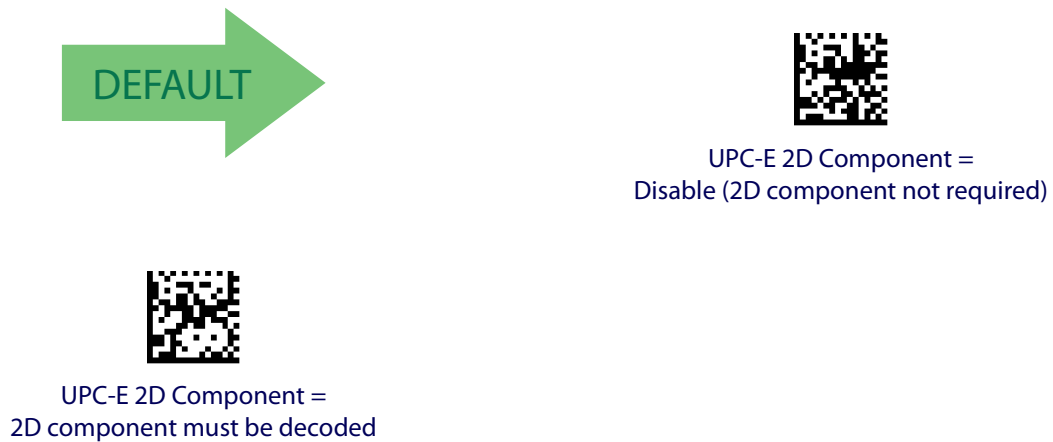 DEFAULT
UPC-E 2D Component =
Disable (2D component not required)
UPC-E 2D Component =
2D component must be decoded